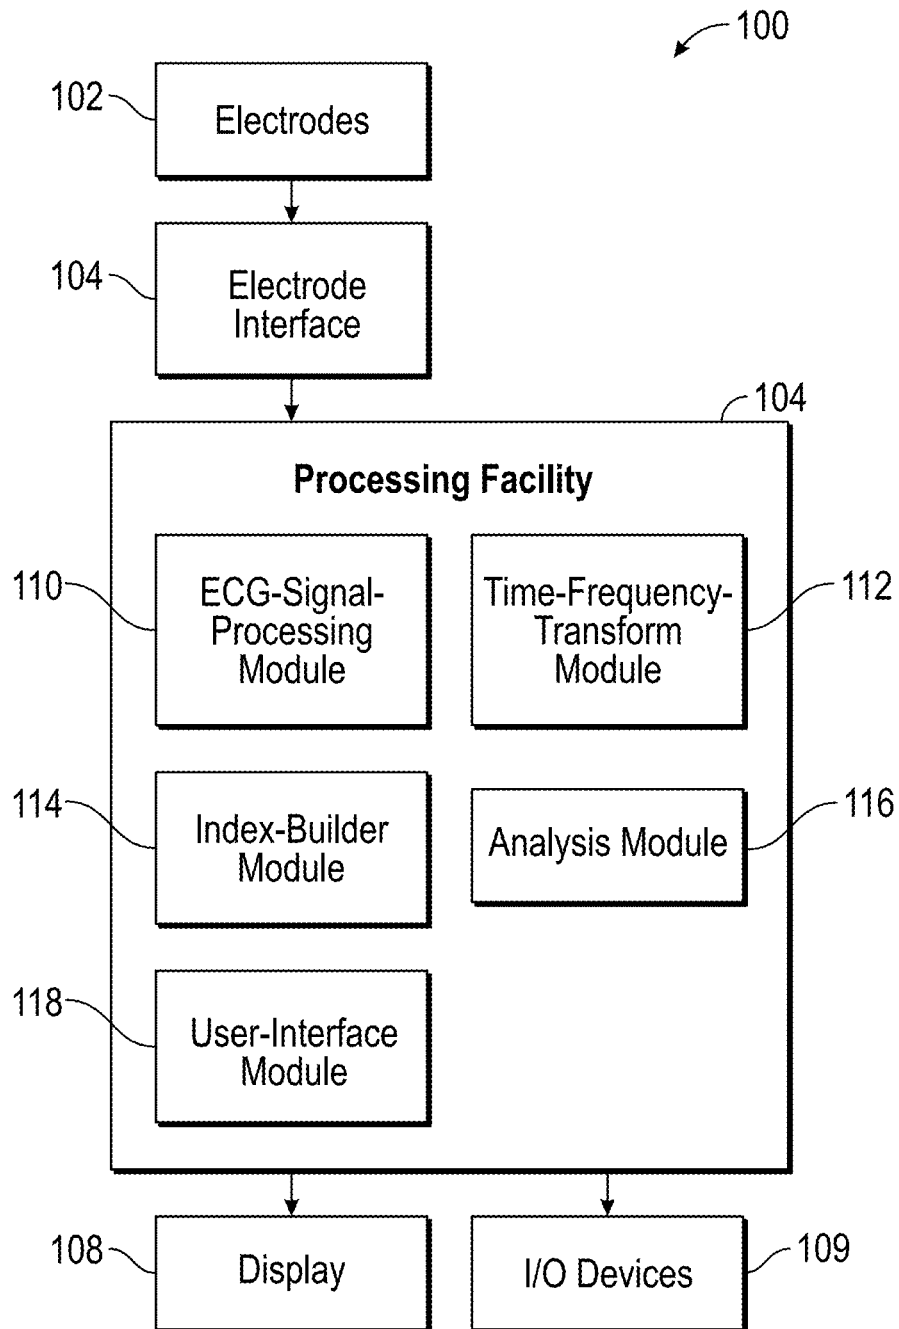 100
102
Electrodes
104
Electrode
Interface
104
Processing Facility
110
ECG-Signal-
Processing
Module
Time-Frequency-
Transform
Module
112
114
Index-Builder
Module
Analysis Module
116
118
User-Interface
Module
108
Display
I/O Devices
109